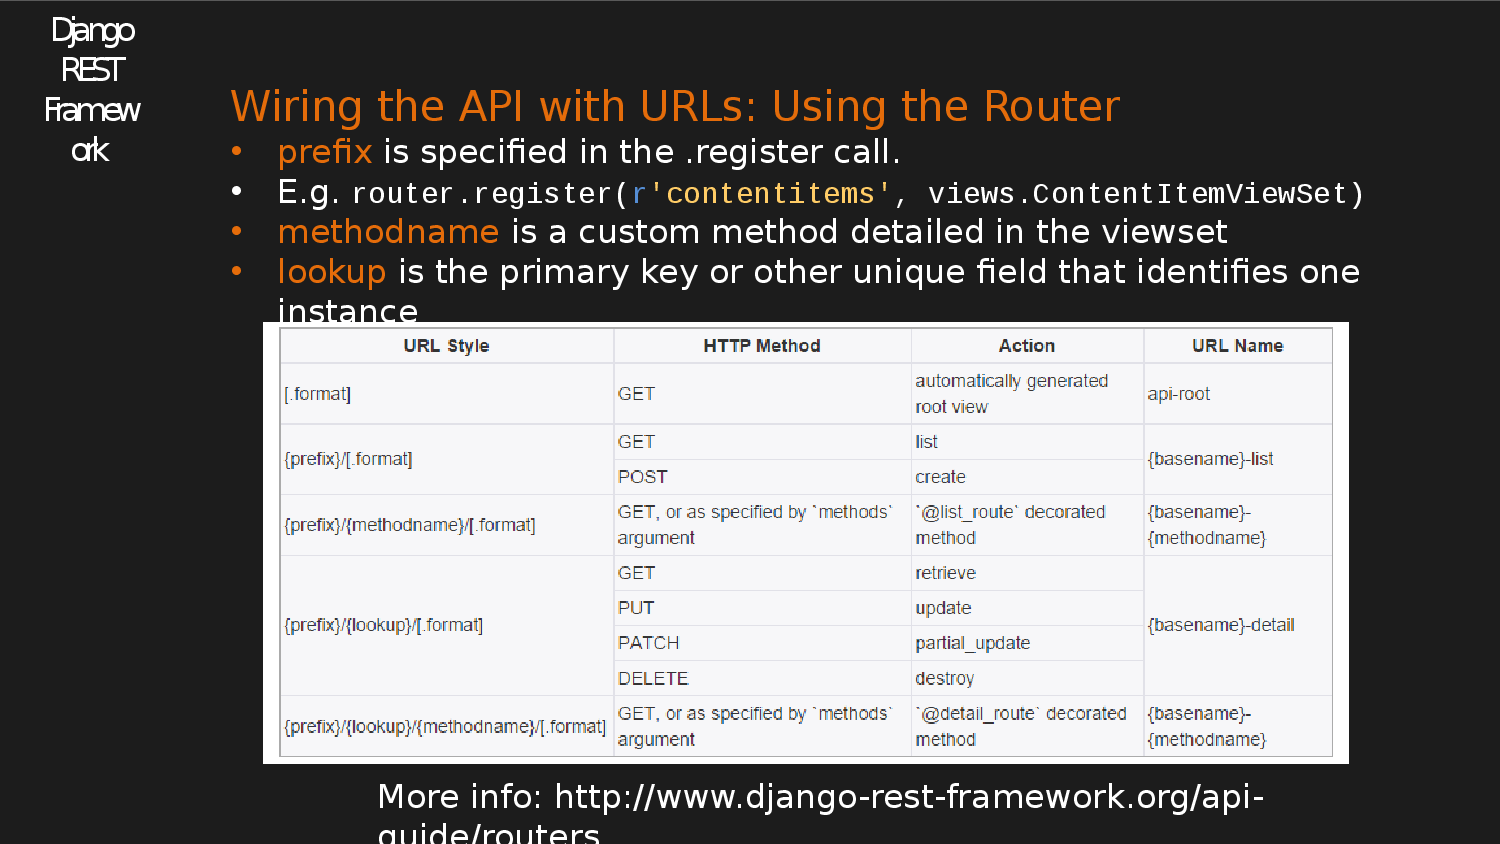 Django
REST
Framew
ork
Wiring the API with URLs: Using the Router
• prefix is specified in the .register call.
• E.g. router.register(r'contentitems', views.ContentItemViewSet)
• methodname is a custom method detailed in the viewset
• lookup is the primary key or other unique field that identifies one
instance
URL Style HTTP Method Action URL Name
[.format] GET automatically generated root view api-root
{prefix}/[.format] GET list {basename}-list
POST create
{prefix}/{methodname}/[.format] GET, or as specified by `methods` argument `@list_route` decorated method {basename}-{methodname}
{prefix}/{lookup}/[.format] GET retrieve {basename}-detail
PUT update
PATCH partial_update
DELETE destroy
{prefix}/{lookup}/{methodname}/[.format] GET, or as specified by `methods` argument `@detail_route` decorated method {basename}-{methodname}
More info: http://www.django-rest-framework.org/api-
guide/routers